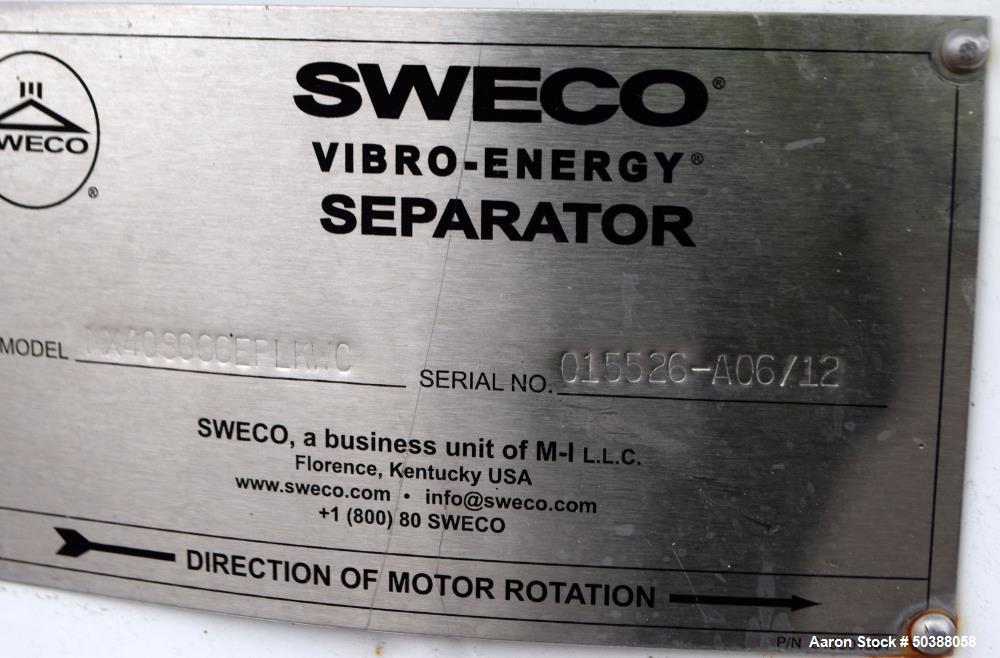 SWECO®
VIBRO-ENERGY®
SEPARATOR
WECO
®
MODEL
SERIAL NO. 015526-A06/12
SWECO, a business unit of M-I L.L.C.
Florence, Kentucky USA
www.sweco.com • info@sweco.com
+1 (800) 80 SWECO
DIRECTION OF MOTOR ROTATION
P/N
Aaron Stock # 50388058